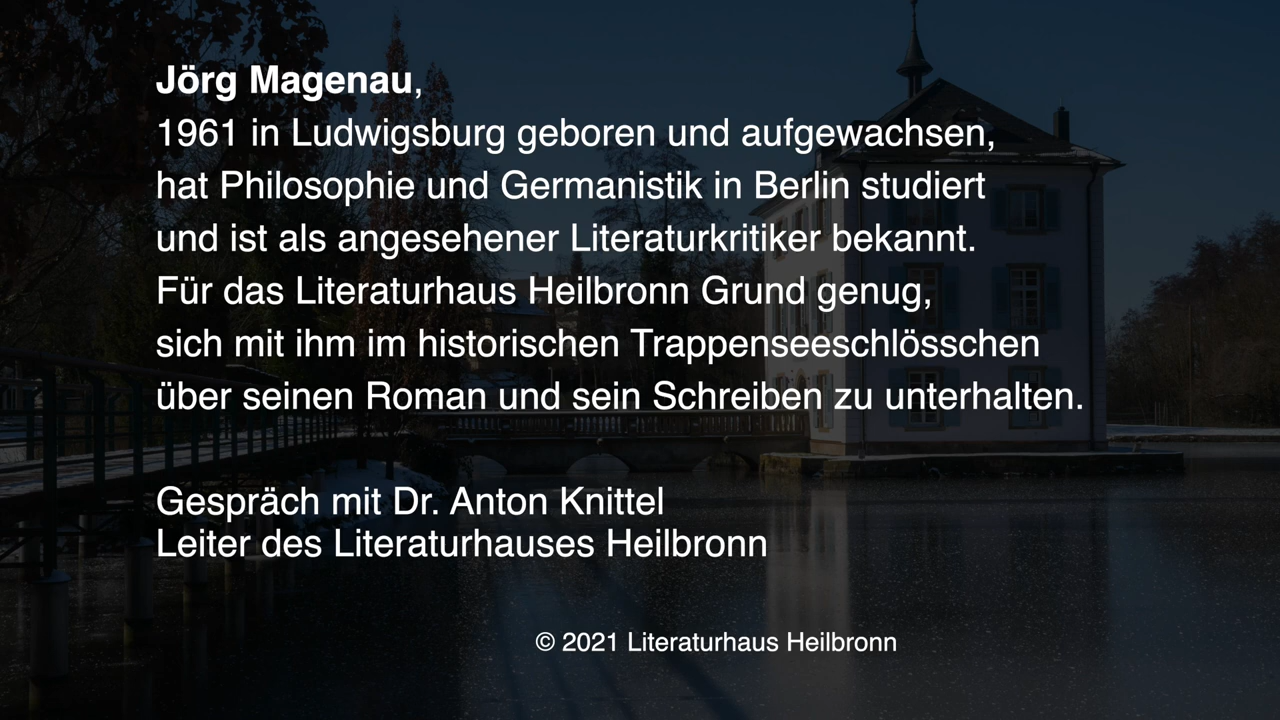 Jörg Magenau,
1961 in Ludwigsburg geboren und aufgewachsen,
hat Philosophie und Germanistik in Berlin studiert
und ist als angesehener Literaturkritiker bekannt.
Für das Literaturhaus Heilbronn Grund genug,
sich mit ihm im historischen Trappenseeschlösschen
über seinen Roman und sein Schreiben zu unterhalten.
Gespräch mit Dr. Anton Knittel
Leiter des Literaturhauses Heilbronn
© 2021 Literaturhaus Heilbronn